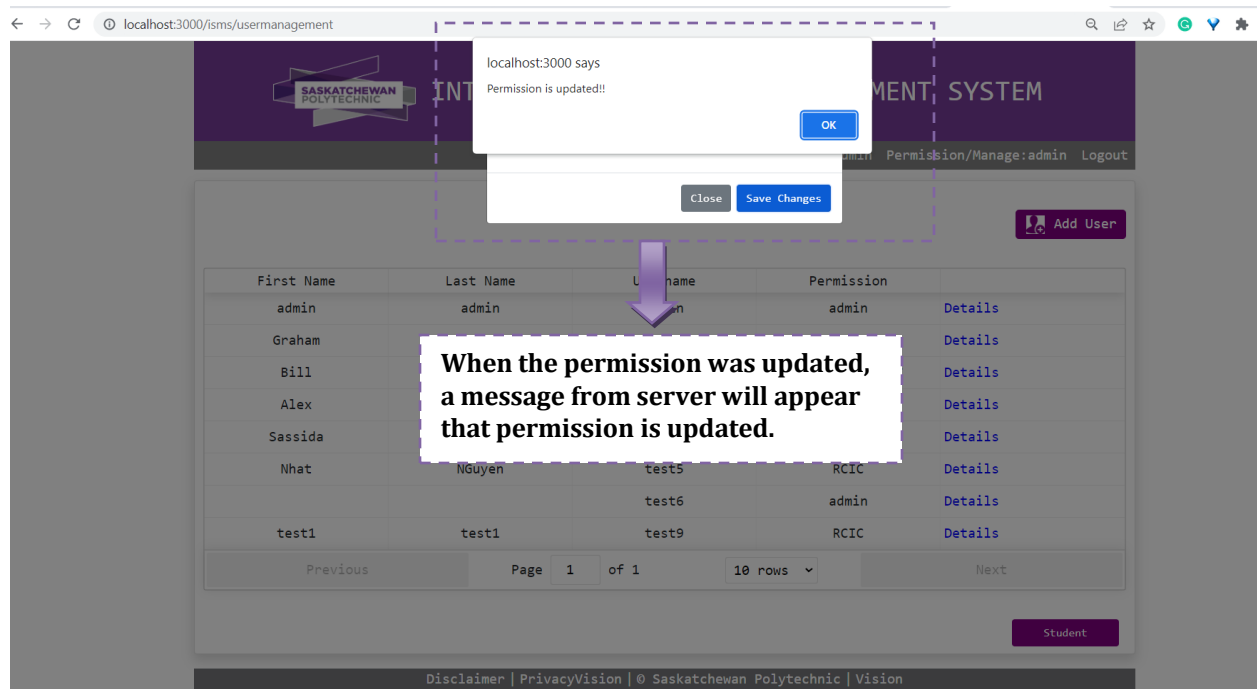 localhost:3000/isms/usermanagement
localhost:3000 says
Permission is updated!!
OK
SASKATCHEWAN
POLYTECHNIC
INT
MENT SYSTEM
Permission/Manage:admin Logout
Close Save Changes
Add User
First Name Last Name Permission
admin admin admin Details
Graham Details
Bill Details
Alex Details
Sassida Details
When the permission was updated,
a message from server will appear
that permission is updated.
Nhat NGuyen test5 RCIC Details
test6 admin Details
test1 test1 test9 RCIC Details
Previous Page 1 of 1 10 rows Next
Student
Disclaimer | PrivacyVision | © Saskatchewan Polytechnic | Vision